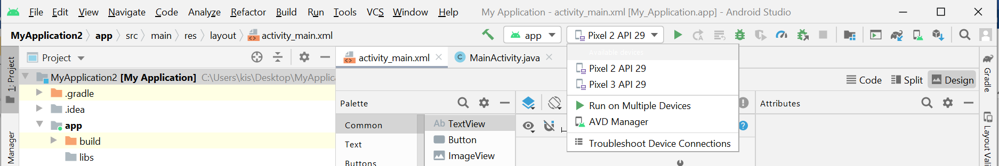 File Edit View Navigate Code Analyze Refactor Build Run Tools VCS Window Help My Application - activity_main.xml [My_Application.app] - Android Studio
MyApplication2 app src main res layout activity_main.xml app Pixel 2 API 29
1: Project
Project
activity_main.xml MainActivity.java
Available devices
Pixel 2 API 29
Pixel 3 API 29
Run on Multiple Devices
AVD Manager
Troubleshoot Device Connections
MyApplication2 [My Application] C:\Users\kis\Desktop\MyApplic
.gradle
.idea
app
build
libs
Manager
Code Split Design
Palette
Common
Text
Buttons
Ab TextView
Button
ImageView
Attributes
Gradle
Layout Vali